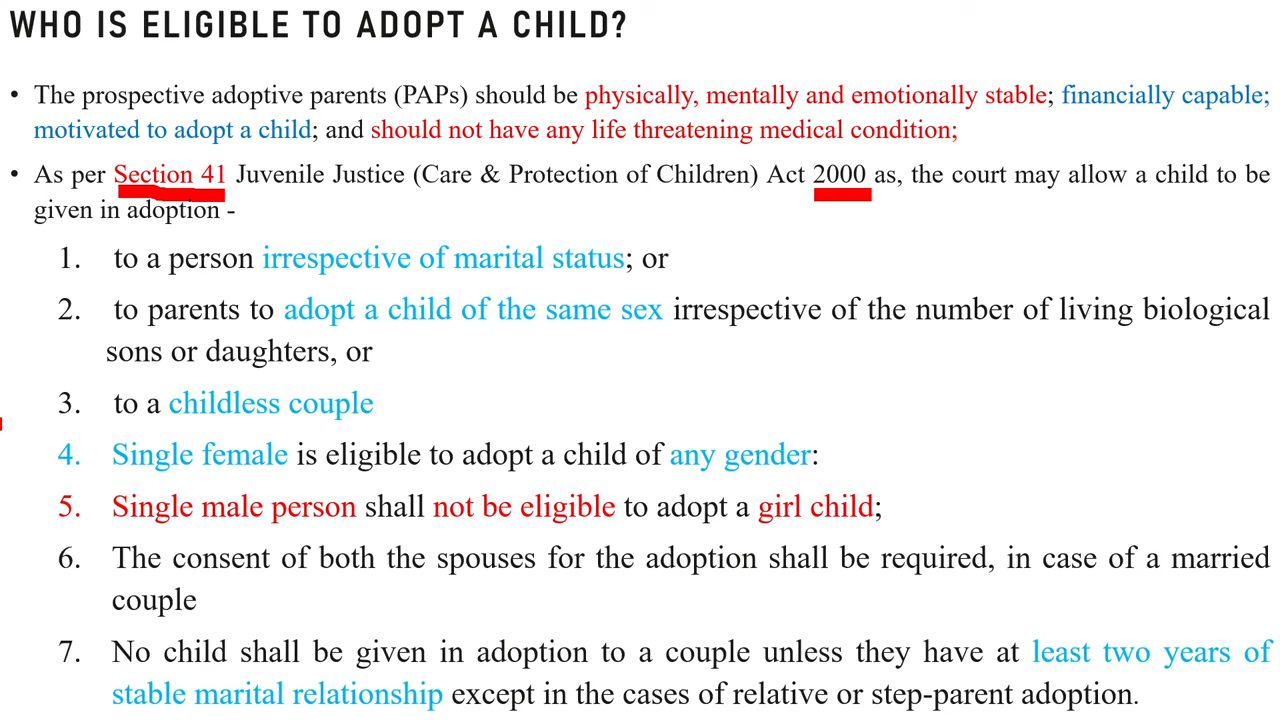 WHO IS ELIGIBLE TO ADOPT A CHILD?
• The prospective adoptive parents (PAPs) should be physically, mentally and emotionally stable; financially capable;
motivated to adopt a child; and should not have any life threatening medical condition;
• As per Section 41 Juvenile Justice (Care & Protection of Children) Act 2000 as, the court may allow a child to be
given in adoption -
1. to a person irrespective of marital status; or
2. to parents to adopt a child of the same sex irrespective of the number of living biological
sons or daughters, or
3. to a childless couple
4. Single female is eligible to adopt a child of any gender:
5. Single male person shall not be eligible to adopt a girl child;
6. The consent of both the spouses for the adoption shall be required, in case of a married
couple
7. No child shall be given in adoption to a couple unless they have at least two years of
stable marital relationship except in the cases of relative or step-parent adoption.